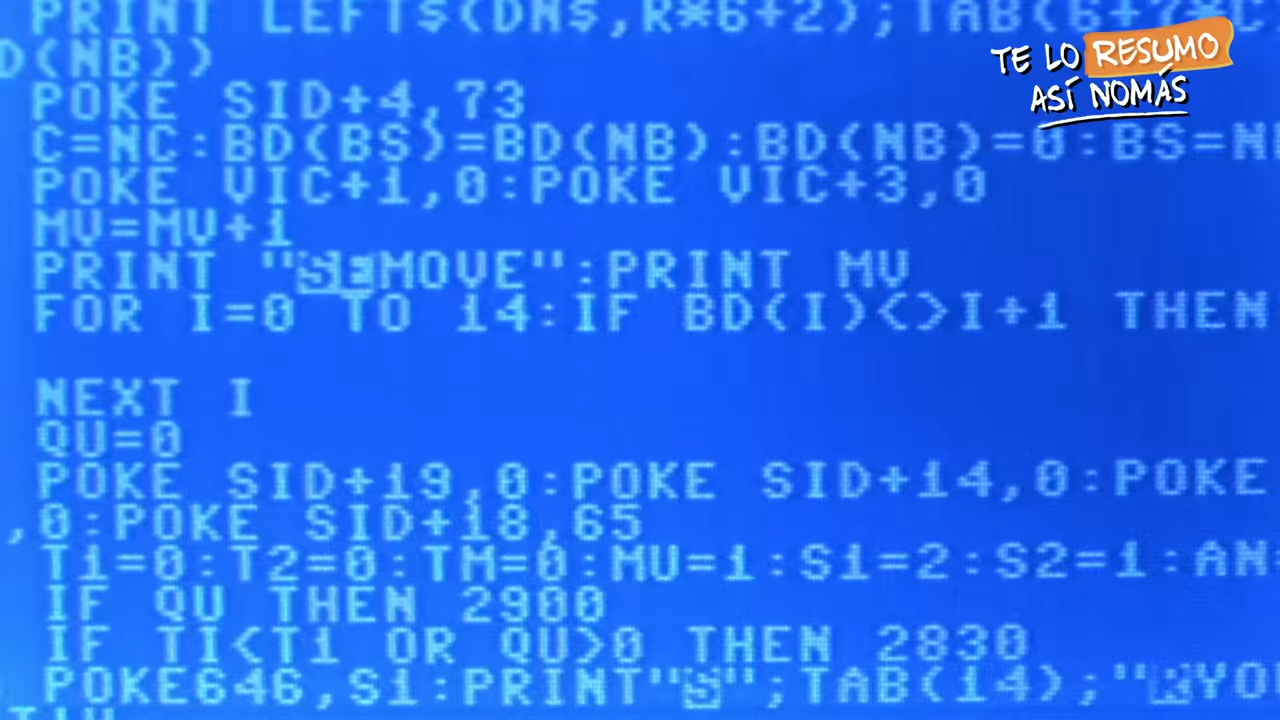 PRINT LEFT$(DN$,R*6+2);TAB(6+7*C
TE LO RESUMO
ASÍ NOMÁS
D(NB))
POKE SID+4,73
C=NC:BD(BS)=BD(NB):BD(NB)=0:BS=N
POKE VIC+1,0:POKE VIC+3,0
MV=MV+1
PRINT "SEMOVE":PRINT MV
FOR I=0 TO 14:IF BD(I)<>I+1 THEN
NEXT I
QU=0
POKE SID+19,0:POKE SID+14,0:POKE
,0:POKE SID+18,65
T1=0:T2=0:TM=0:MU=1:S1=2:S2=1:AN
IF QU THEN 2900
IF TI<T1 OR QU>0 THEN 2830
POKE646,S1:PRINT"S";TAB(14);"RYO